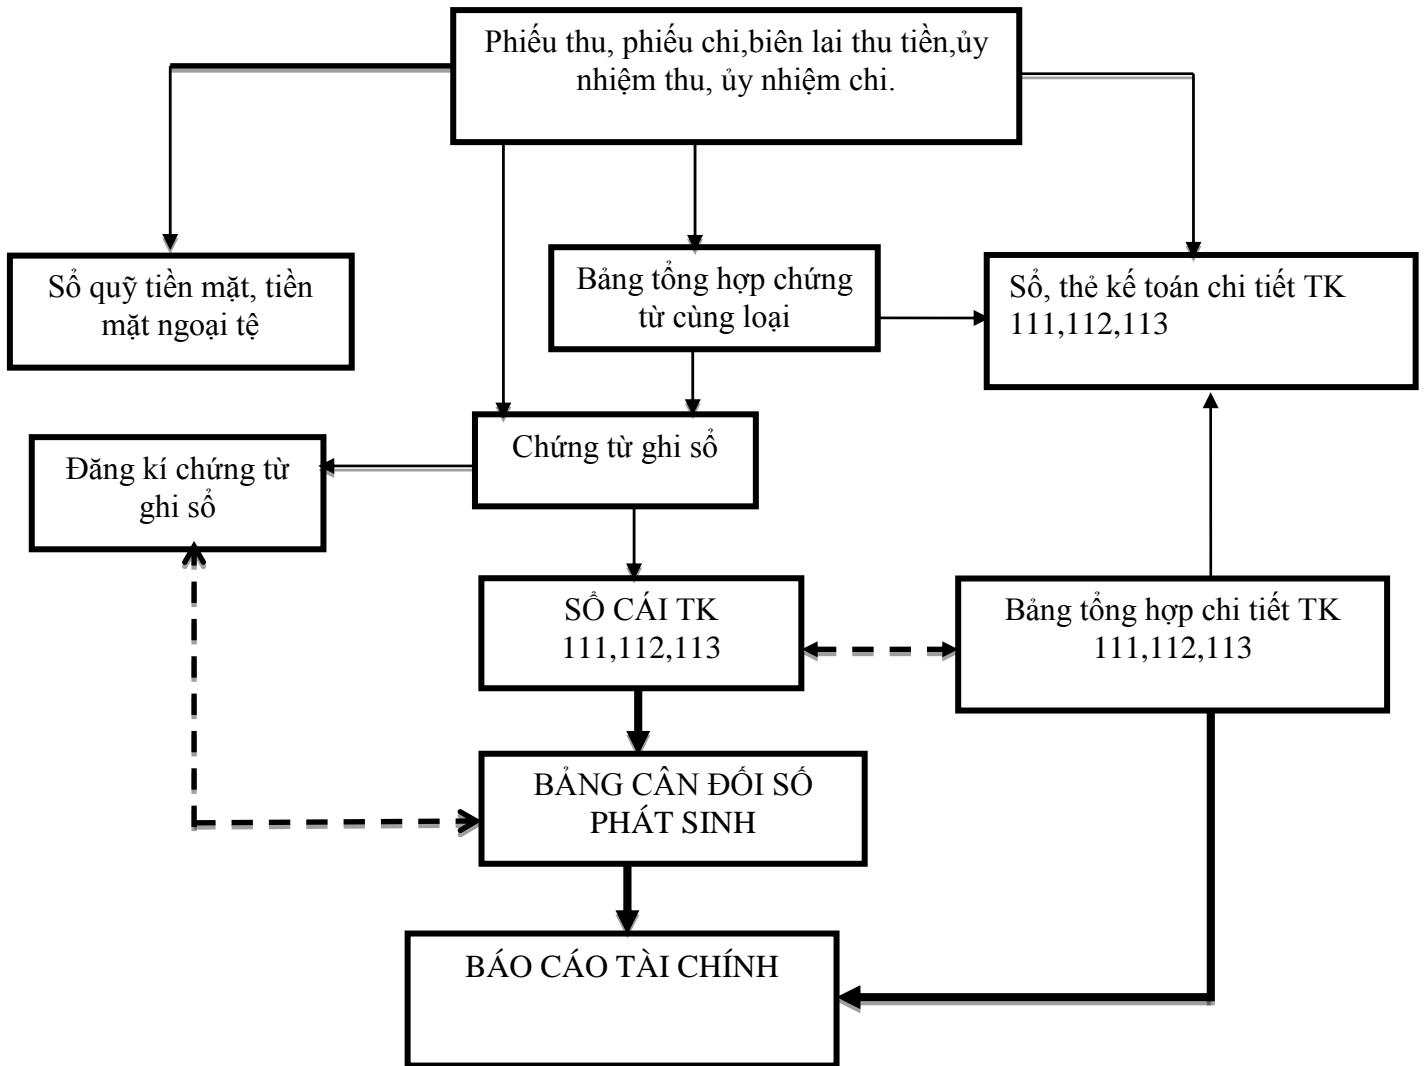 Phiếu thu, phiếu chi,biên lai thu tiền,ủy
nhiệm thu, ủy nhiệm chi.
Sổ quỹ tiền mặt, tiền
mặt ngoại tệ
Bảng tổng hợp chứng
từ cùng loại
Sổ, thẻ kế toán chi tiết TK
111,112,113
Đăng kí chứng từ
ghi sổ
Chứng từ ghi sổ
SỔ CÁI TK
111,112,113
Bảng tổng hợp chi tiết TK
111,112,113
BẢNG CÂN ĐỐI SỐ
PHÁT SINH
BÁO CÁO TÀI CHÍNH